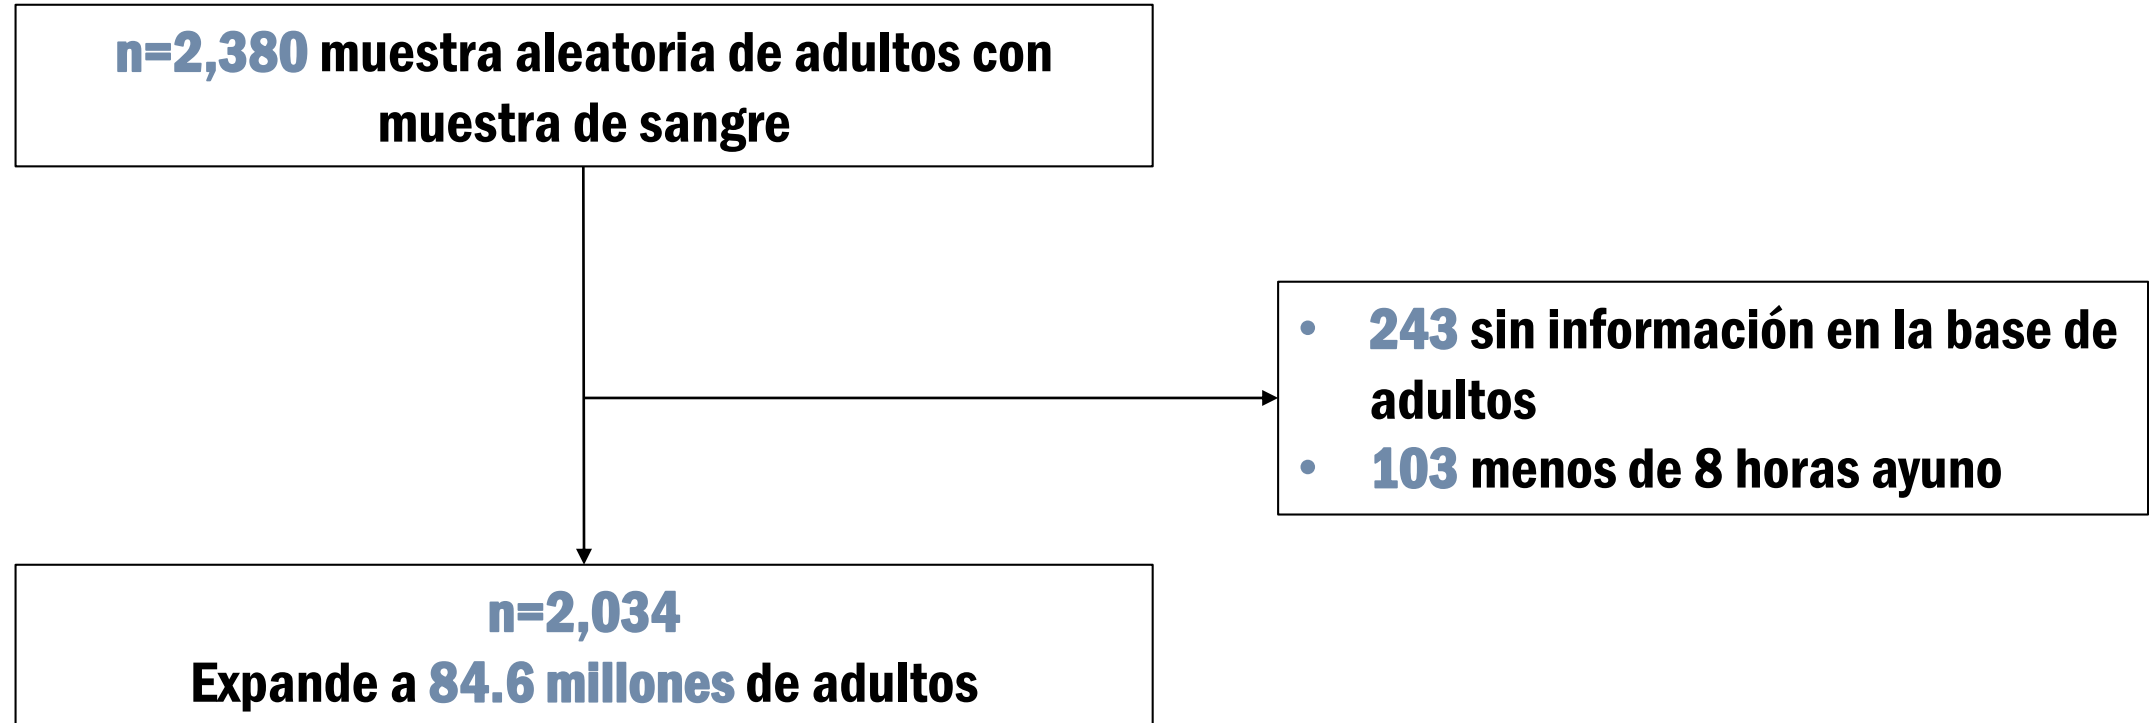 n=2,380 muestra aleatoria de adultos con
muestra de sangre
• 243 sin información en la base de
adultos
• 103 menos de 8 horas ayuno
n=2,034
Expande a 84.6 millones de adultos